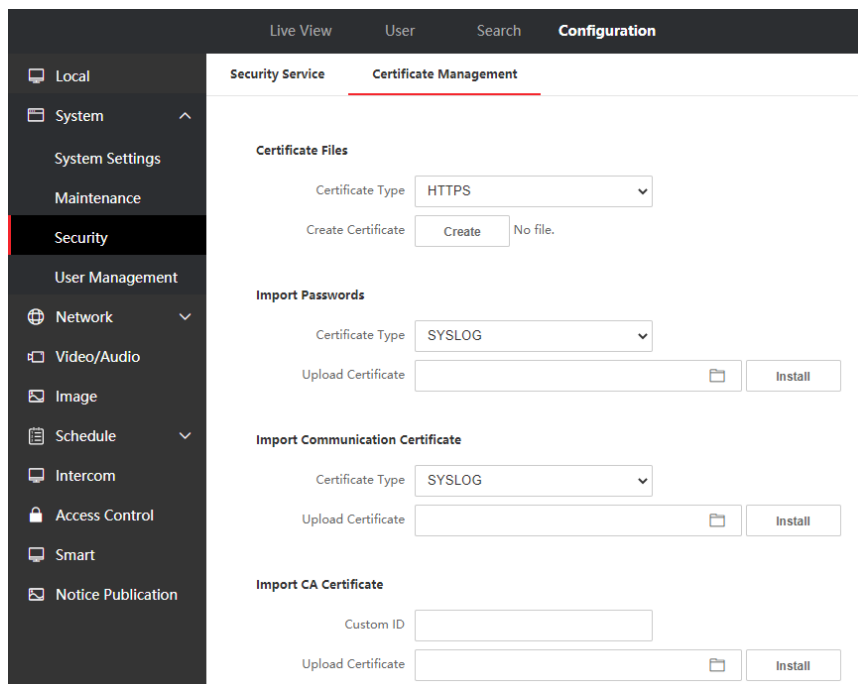 Live View User Search Configuration
Local
System
System Settings
Maintenance
Security
User Management
Network
Video/Audio
Image
Schedule
Intercom
Access Control
Smart
Notice Publication
Security Service Certificate Management
Certificate Files
Certificate Type HTTPS
Create Certificate Create No file.
Import Passwords
Certificate Type SYSLOG
Upload Certificate Install
Import Communication Certificate
Certificate Type SYSLOG
Upload Certificate Install
Import CA Certificate
Custom ID
Upload Certificate Install